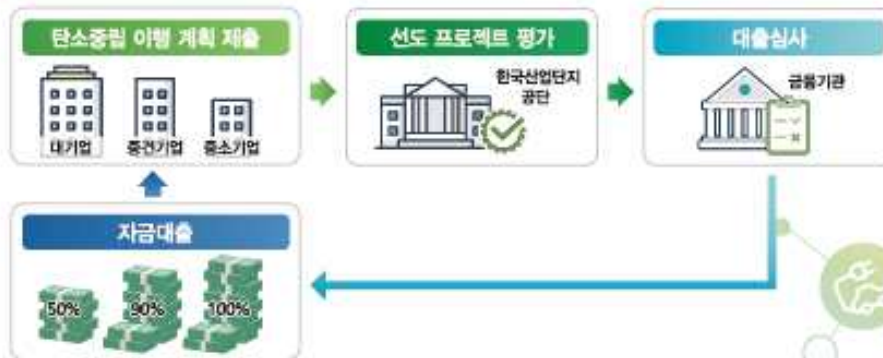 탄소중립 이행 계획 제출
대기업
중견기업
중소기업
선도 프로젝트 평가
한국산업단지
공단
대출심사
금융기관
자금대출
50%
90%
100%